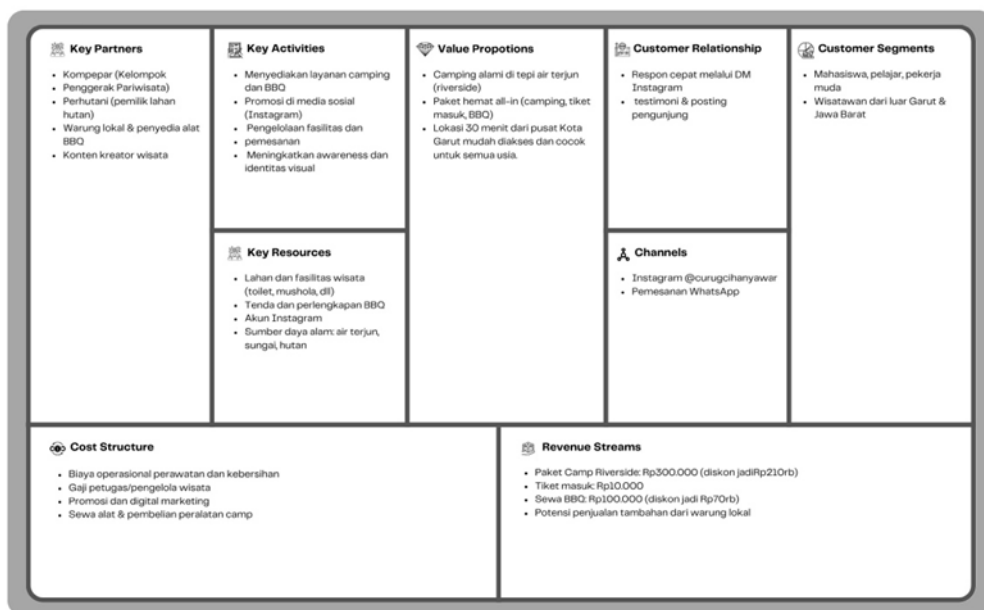 Key Partners
Kompepar (Kelompok
Penggerak Pariwisata)
Perhutani (pemilik lahan
hutan)
Warung lokal & penyedia alat
BBQ
Konten kreator wisata
Key Activities
Menyediakan layanan camping
dan BBQ
Promosi di media sosial
(Instagram)
Pengelolaan fasilitas dan
pemesanan
Meningkatkan awareness dan
identitas visual
Key Resources
Lahan dan fasilitas wisata
(toilet, mushola, dll)
Tenda dan perlengkapan BBQ
Akun Instagram
Sumber daya alam: air terjun,
sungai, hutan
Value Propotions
Camping alami di tepi air terjun
(riverside)
Paket hemat all-in (camping, tiket
masuk, BBQ)
Lokasi 30 menit dari pusat Kota
Garut mudah diakses dan cocok
untuk semua usia.
Customer Relationship
Respon cepat melalui DM
Instagram
testimoni & posting
pengunjung
Channels
Instagram @curugcihanyawar
Pemesanan WhatsApp
Customer Segments
Mahasiswa, pelajar, pekerja
muda
Wisatawan dari luar Garut &
Jawa Barat
Cost Structure
Biaya operasional perawatan dan kebersihan
Gaji petugas/pengelola wisata
Promosi dan digital marketing
Sewa alat & pembelian peralatan camp
Revenue Streams
Paket Camp Riverside: Rp300.000 (diskon jadiRp210rb)
Tiket masuk: Rp10.000
Sewa BBQ: Rp100.000 (diskon jadi Rp70rb)
Potensi penjualan tambahan dari warung lokal